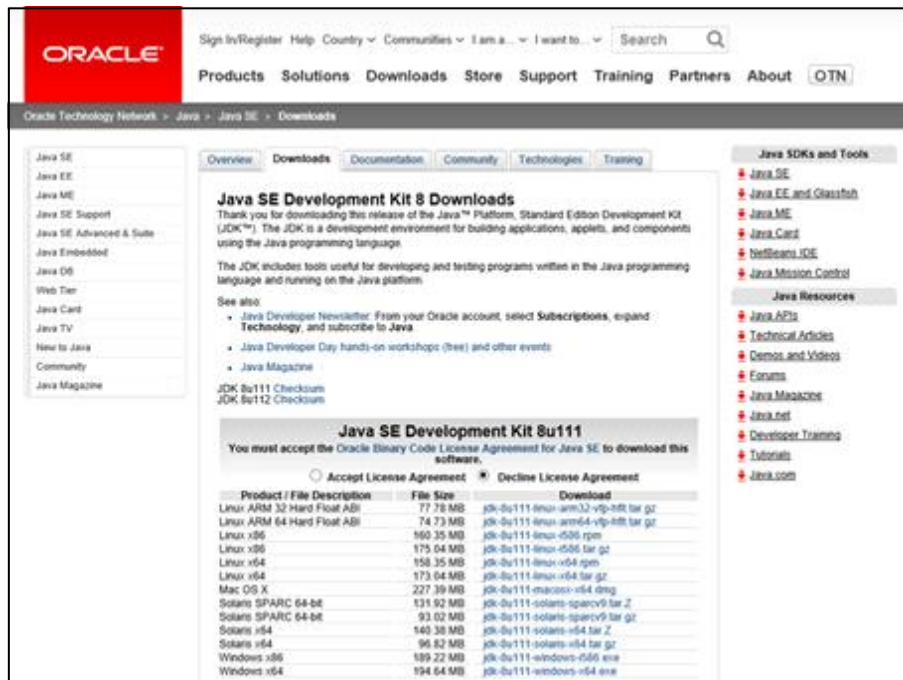 ORACLE
Sign In/Register Help Country Communities I am a... I want to... Search
Products Solutions Downloads Store Support Training Partners About OTN
Oracle Technology Network > Java > Java SE > Downloads
Java SE
Java EE
Java ME
Java SE Support
Java SE Advanced & Suite
Java Embedded
Java DB
Web Tier
Java Card
Java TV
New to Java
Community
Java Magazine
Overview Downloads Documentation Community Technologies Training
Java SE Development Kit 8 Downloads
Thank you for downloading this release of the Java™ Platform, Standard Edition Development Kit
(JDK™). The JDK is a development environment for building applications, applets, and components
using the Java programming language.
The JDK includes tools useful for developing and testing programs written in the Java programming
language and running on the Java platform.
See also:
Java Developer Newsletter: From your Oracle account, select Subscriptions, expand
Technology, and subscribe to Java.
Java Developer Day hands-on workshops (free) and other events
Java Magazine
JDK 8u111 Checksum
JDK 8u112 Checksum
Java SE Development Kit 8u111
You must accept the Oracle Binary Code License Agreement for Java SE to download this
software.
Accept License Agreement Decline License Agreement
Product / File Description File Size Download
Linux ARM 32 Hard Float ABI 77.78 MB jdk-8u111-linux-arm32-vfp-hflt.tar.gz
Linux ARM 64 Hard Float ABI 74.73 MB jdk-8u111-linux-arm64-vfp-hflt.tar.gz
Linux x86 160.35 MB jdk-8u111-linux-i586.rpm
Linux x86 175.04 MB jdk-8u111-linux-i586.tar.gz
Linux x64 158.35 MB jdk-8u111-linux-x64.rpm
Linux x64 173.04 MB jdk-8u111-linux-x64.tar.gz
Mac OS X 227.39 MB jdk-8u111-macosx-x64.dmg
Solaris SPARC 64-bit 131.92 MB jdk-8u111-solaris-sparcv9.tar.Z
Solaris SPARC 64-bit 93.02 MB jdk-8u111-solaris-sparcv9.tar.gz
Solaris x64 140.38 MB jdk-8u111-solaris-x64.tar.Z
Solaris x64 96.82 MB jdk-8u111-solaris-x64.tar.gz
Windows x86 189.22 MB jdk-8u111-windows-i586.exe
Windows x64 194.64 MB jdk-8u111-windows-x64.exe
Java SDKs and Tools
Java SE
Java EE and Glassfish
Java ME
Java Card
NetBeans IDE
Java Mission Control
Java Resources
Java APIs
Technical Articles
Demos and Videos
Forums
Java Magazine
Java.net
Developer Training
Tutorials
Java.com